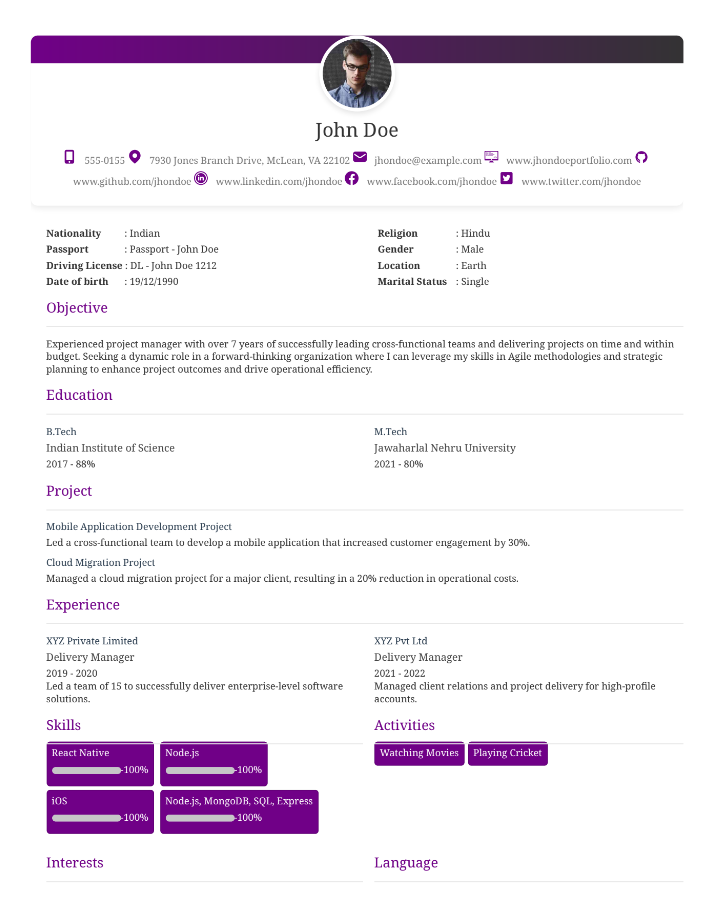 John Doe
555-0155 7930 Jones Branch Drive, McLean, VA 22102 jhondoe@example.com www.jhondoeportfolio.com
www.github.com/jhondoe www.linkedin.com/jhondoe www.facebook.com/jhondoe www.twitter.com/jhondoe
Nationality : Indian
Passport : Passport - John Doe
Driving License : DL - John Doe 1212
Date of birth : 19/12/1990
Religion : Hindu
Gender : Male
Location : Earth
Marital Status : Single
Objective
Experienced project manager with over 7 years of successfully leading cross-functional teams and delivering projects on time and within
budget. Seeking a dynamic role in a forward-thinking organization where I can leverage my skills in Agile methodologies and strategic
planning to enhance project outcomes and drive operational efficiency.
Education
B.Tech
Indian Institute of Science
2017 - 88%
M.Tech
Jawaharlal Nehru University
2021 - 80%
Project
Mobile Application Development Project
Led a cross-functional team to develop a mobile application that increased customer engagement by 30%.
Cloud Migration Project
Managed a cloud migration project for a major client, resulting in a 20% reduction in operational costs.
Experience
XYZ Private Limited
Delivery Manager
2019 - 2020
Led a team of 15 to successfully deliver enterprise-level software
solutions.
XYZ Pvt Ltd
Delivery Manager
2021 - 2022
Managed client relations and project delivery for high-profile
accounts.
Skills
React Native
-100%
Node.js
-100%
iOS
-100%
Node.js, MongoDB, SQL, Express
-100%
Activities
Watching Movies
Playing Cricket
Interests
Language